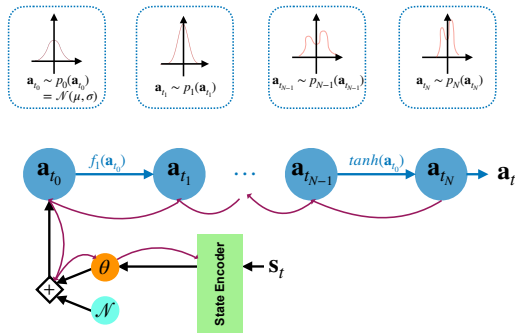 𝐚_{t_0} ∼ p_0(𝐚_{t_0})
= 𝒩(μ, σ)
𝐚_{t_1} ∼ p_1(𝐚_{t_1})
𝐚_{t_{N−1}} ∼ p_{N−1}(𝐚_{t_{N−1}})
𝐚_{t_N} ∼ p_N(𝐚_{t_N})
𝐚_{t_0}
f_1(𝐚_{t_0})
𝐚_{t_1}
⋯
𝐚_{t_{N−1}}
tanh(𝐚_{t_0})
𝐚_{t_N}
𝐚_t
+
θ
𝒩
State Encoder
𝐬_t